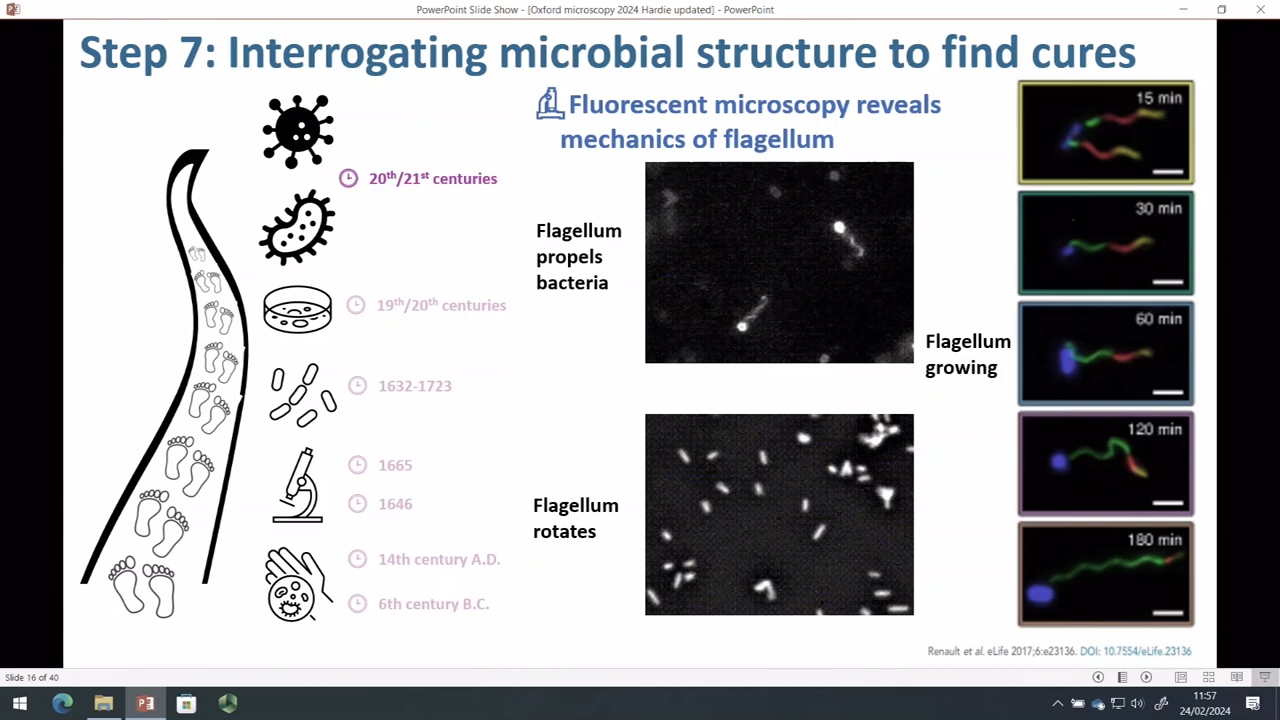 PowerPoint Slide Show - [Oxford microscopy 2024 Hardie updated] - PowerPoint
Step 7: Interrogating microbial structure to find cures
20th/21st centuries
19th/20th centuries
1632-1723
1665
1646
14th century A.D.
6th century B.C.
Fluorescent microscopy reveals
mechanics of flagellum
Flagellum
propels
bacteria
Flagellum
rotates
Flagellum
growing
15 min
30 min
60 min
120 min
180 min
Renault et al. eLife 2017;6:e23136. DOI: 10.7554/eLife.23136
Slide 16 of 40
11:57
24/02/2024